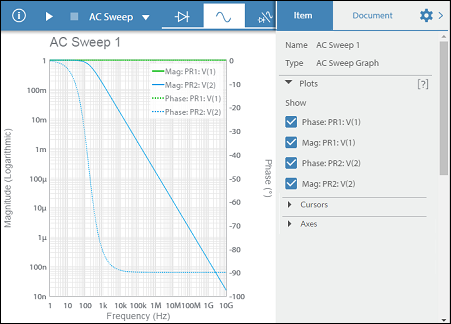 AC Sweep
Item
Document
AC Sweep 1
Name AC Sweep 1
Type AC Sweep Graph
Plots [?]
Show
Phase: PR1: V(1)
Mag: PR1: V(1)
Phase: PR2: V(2)
Mag: PR2: V(2)
Cursors
Axes
Mag: PR1: V(1)
Mag: PR2: V(2)
Phase: PR1: V(1)
Phase: PR2: V(2)
Magnitude (Logarithmic)
1
100m
10m
1m
100µ
10µ
1µ
100n
10n
0
-10
-20
-30
-40
-50
-60
-70
-80
-90
-100
Phase (°)
1 10 100 1k 10k 100k 1M 10M 100M 1G 10G
Frequency (Hz)